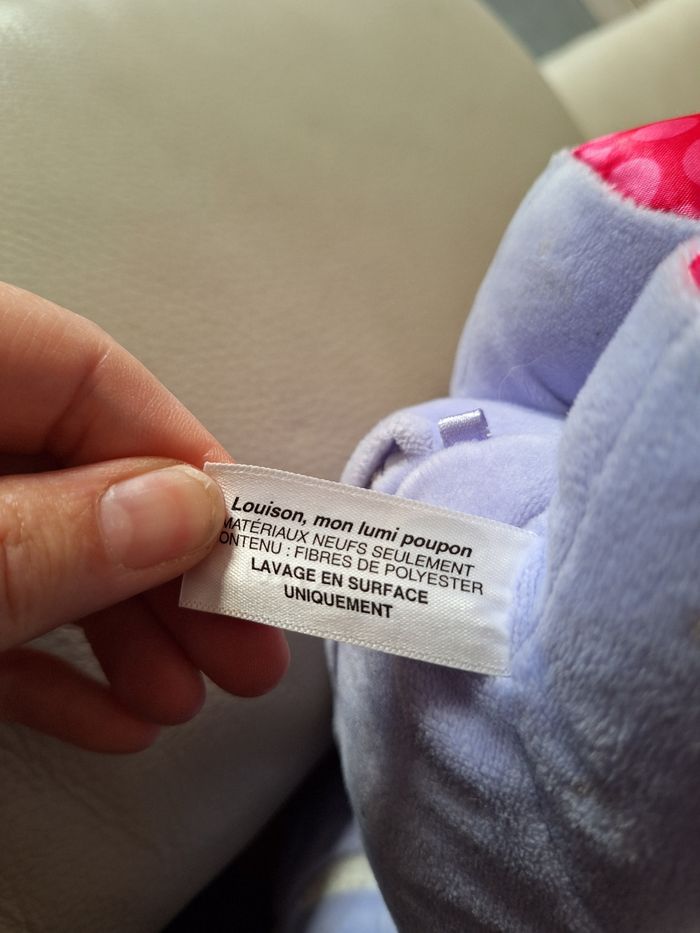 Louison, mon lumi poupon
MATÉRIAUX NEUFS SEULEMENT
ONTENU : FIBRES DE POLYESTER
LAVAGE EN SURFACE
UNIQUEMENT